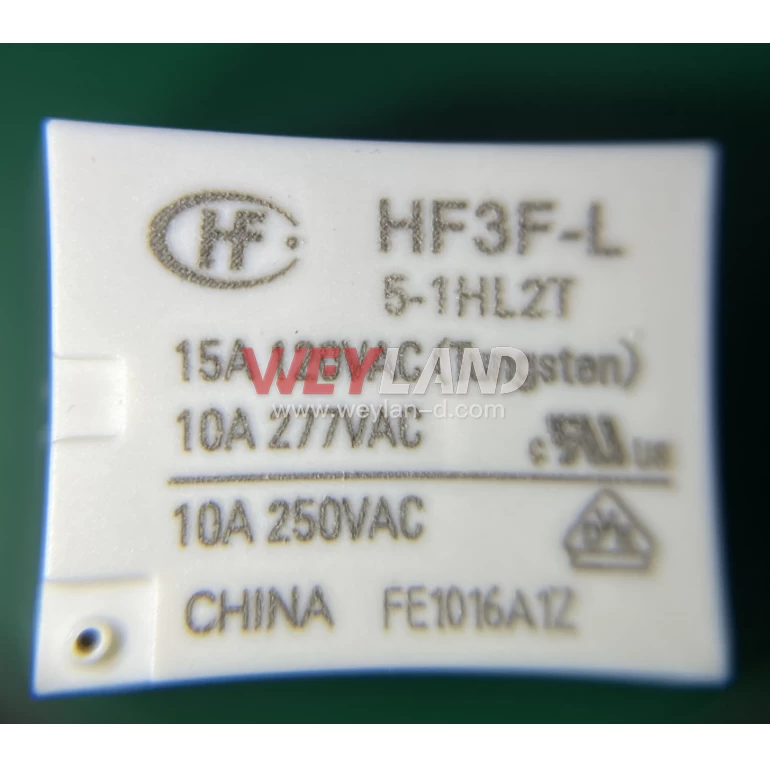 HF HF3F-L
5-1HL2T
15A 120VAC (Tungsten)
WEYLAND
www.weylan-d.com
10A 277VAC
c US
10A 250VAC
CHINA FE1016A1Z